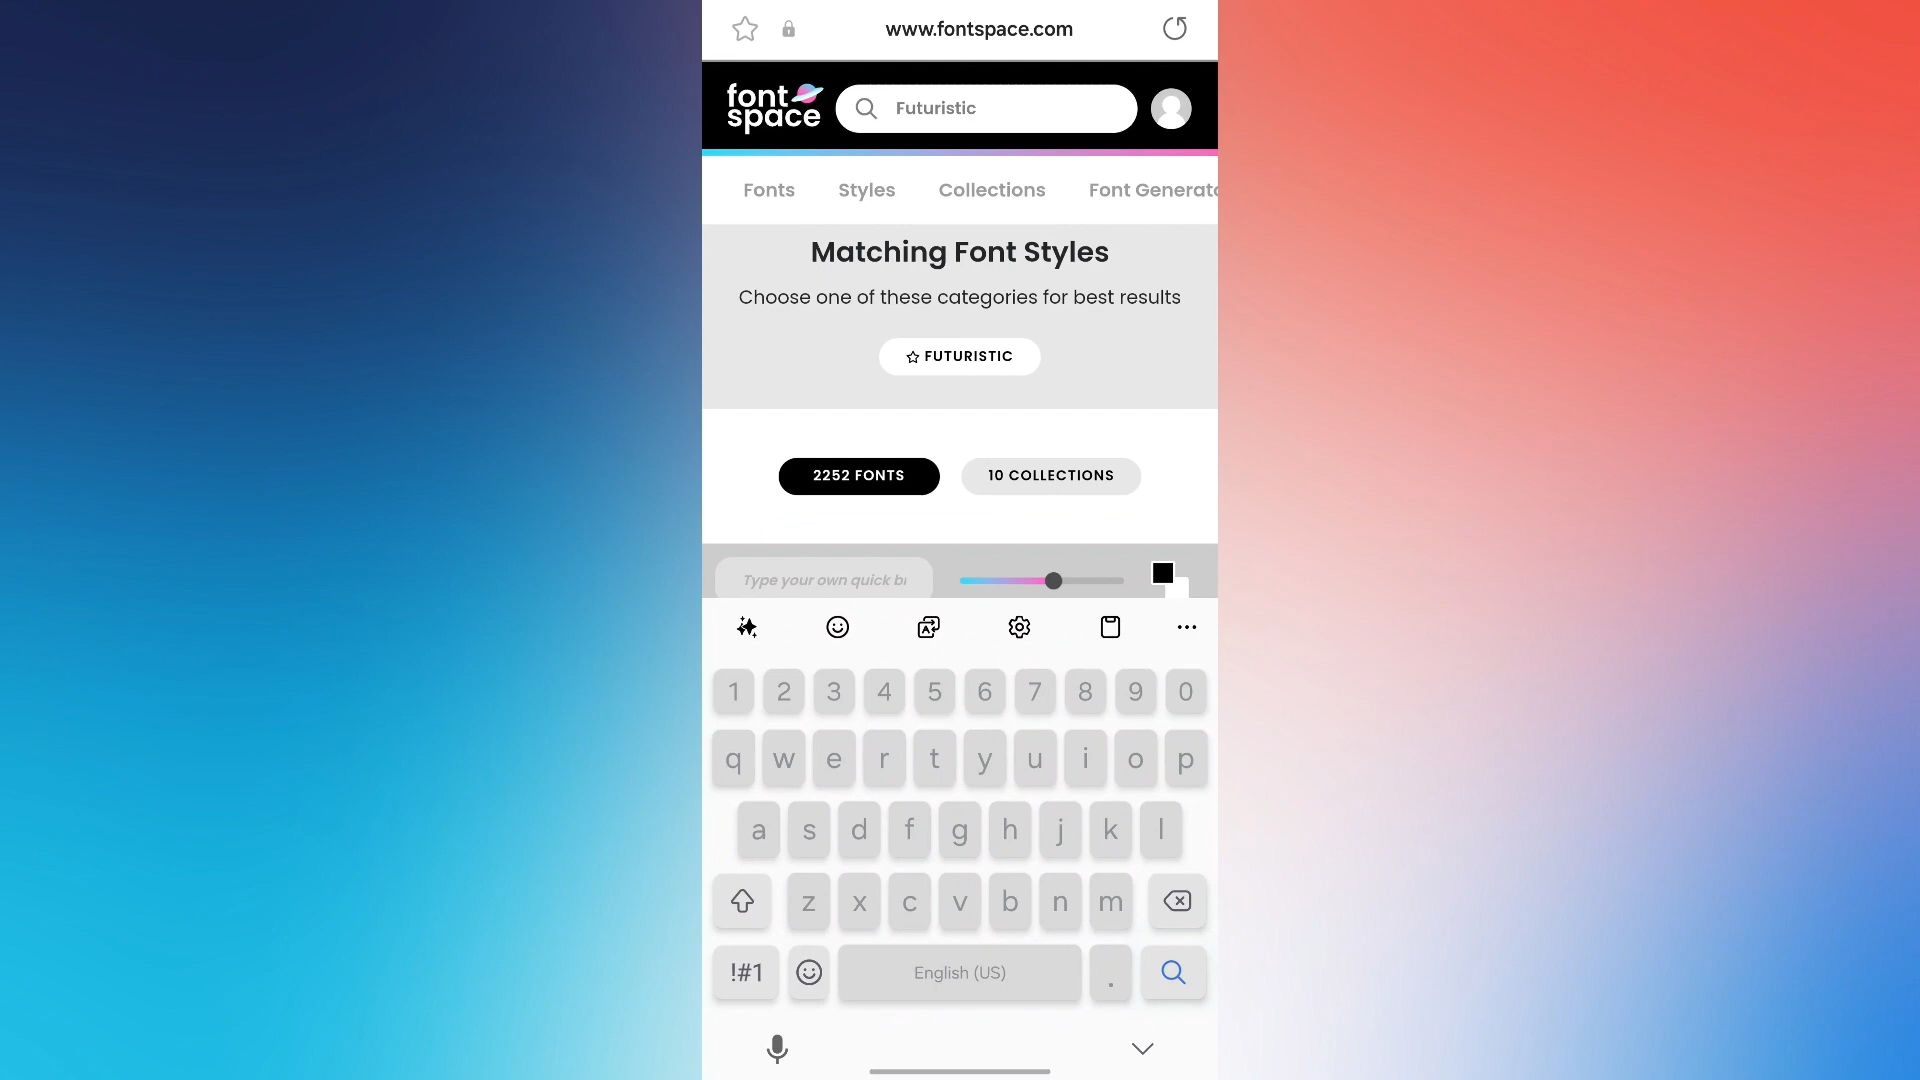 www.fontspace.com
font
space
Futuristic
Fonts Styles Collections Font Generato
Matching Font Styles
Choose one of these categories for best results
FUTURISTIC
2252 FONTS 10 COLLECTIONS
Type your own quick br
1 2 3 4 5 6 7 8 9 0
q w e r t y u i o p
a s d f g h j k l
z x c v b n m
!#1 English (US) .